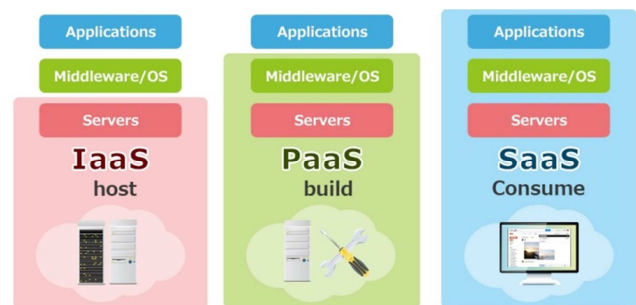 Applications
Middleware/OS
Servers
IaaS
host
Applications
Middleware/OS
Servers
PaaS
build
Applications
Middleware/OS
Servers
SaaS
Consume